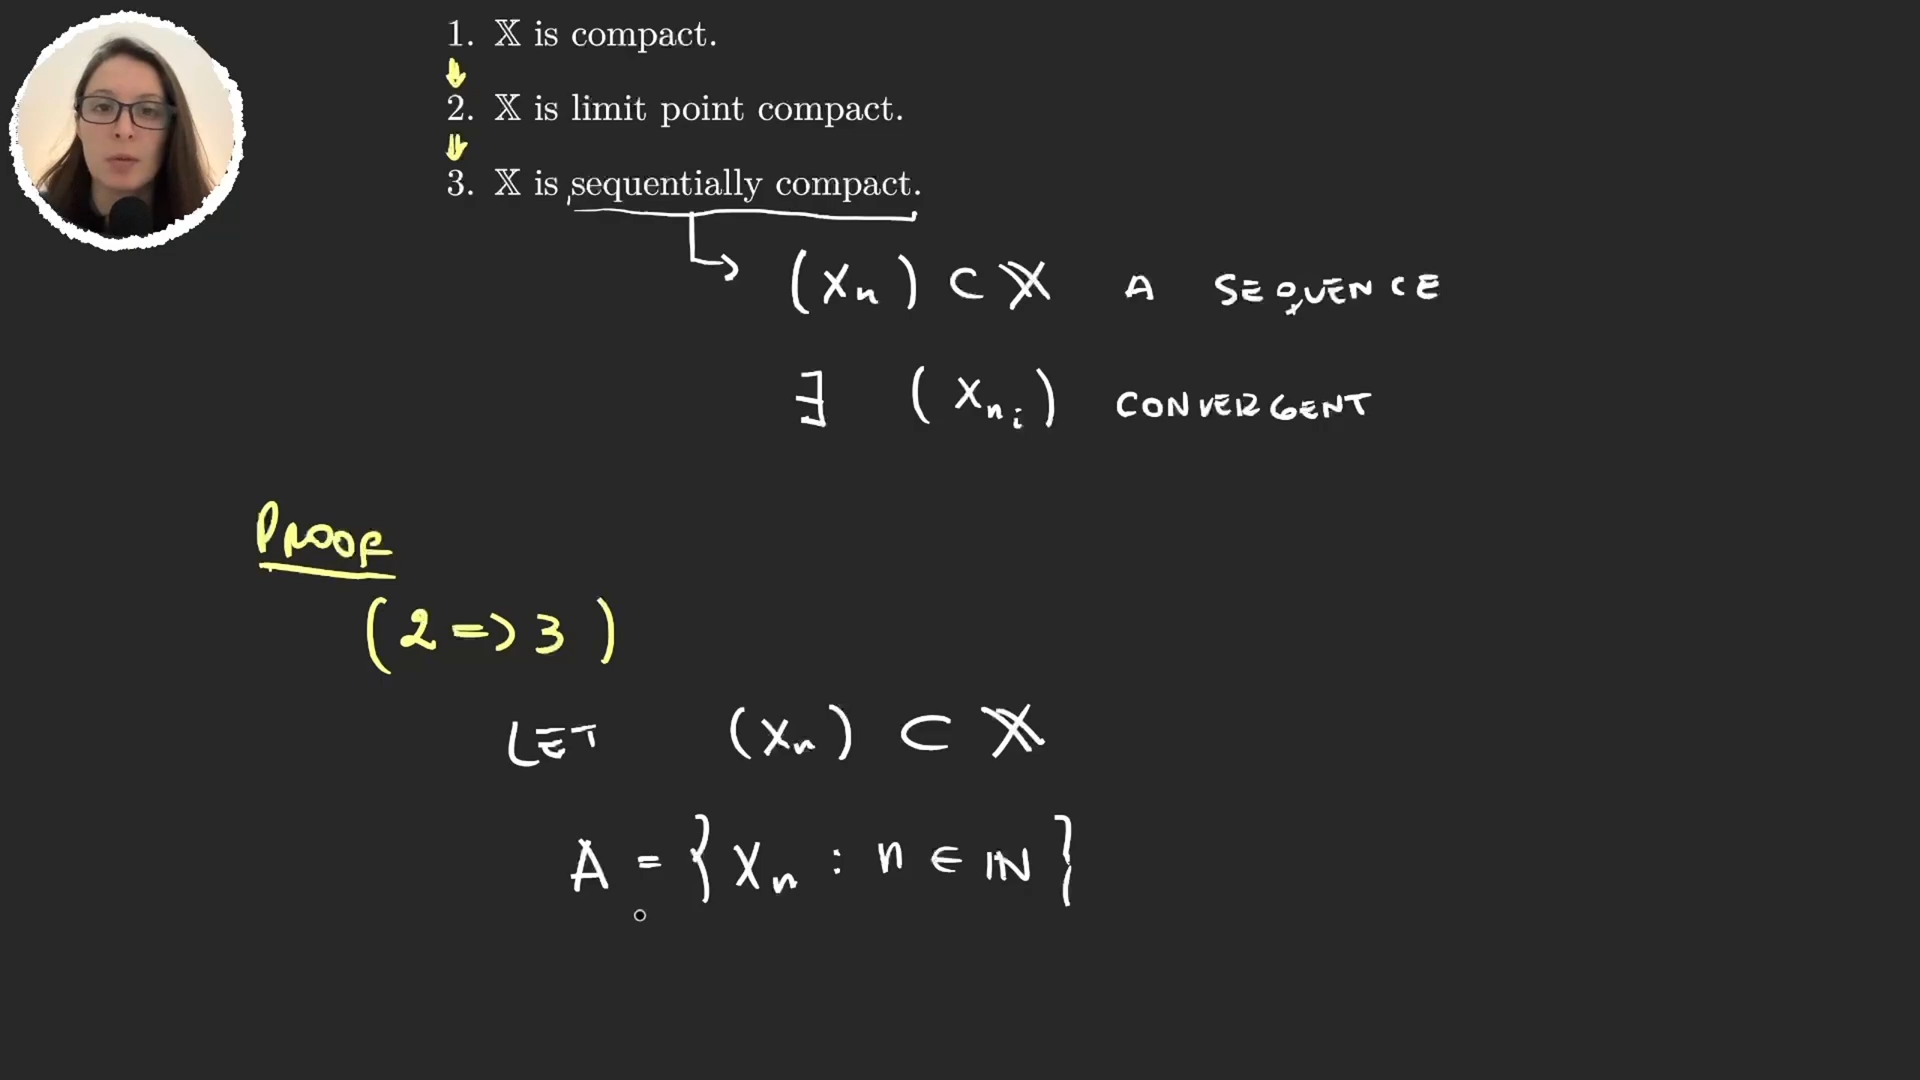 1. 𝕏 is compact.
⇓
2. 𝕏 is limit point compact.
⇓
3. 𝕏 is sequentially compact.
(xₙ) ⊂ 𝕏 A SEQUENCE
∃ (xₙᵢ) CONVERGENT
PROOF
(2 => 3)
LET (xₙ) ⊂ 𝕏
A = {xₙ : n ∈ ℕ}